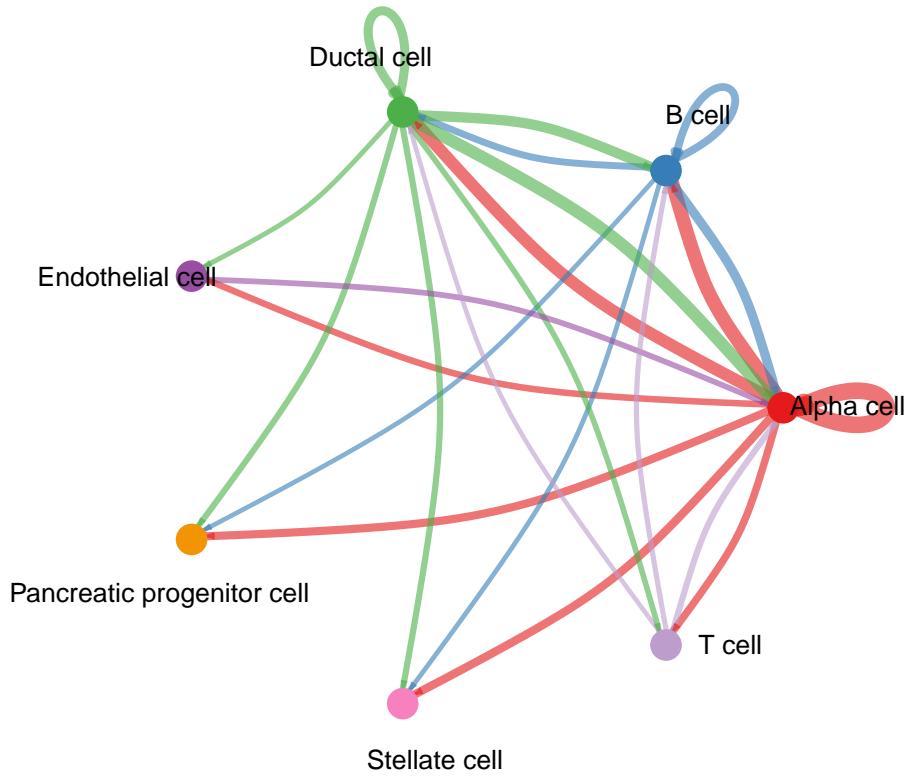 Ductal cell
B cell
Endothelial cell
Alpha cell
Pancreatic progenitor cell
T cell
Stellate cell